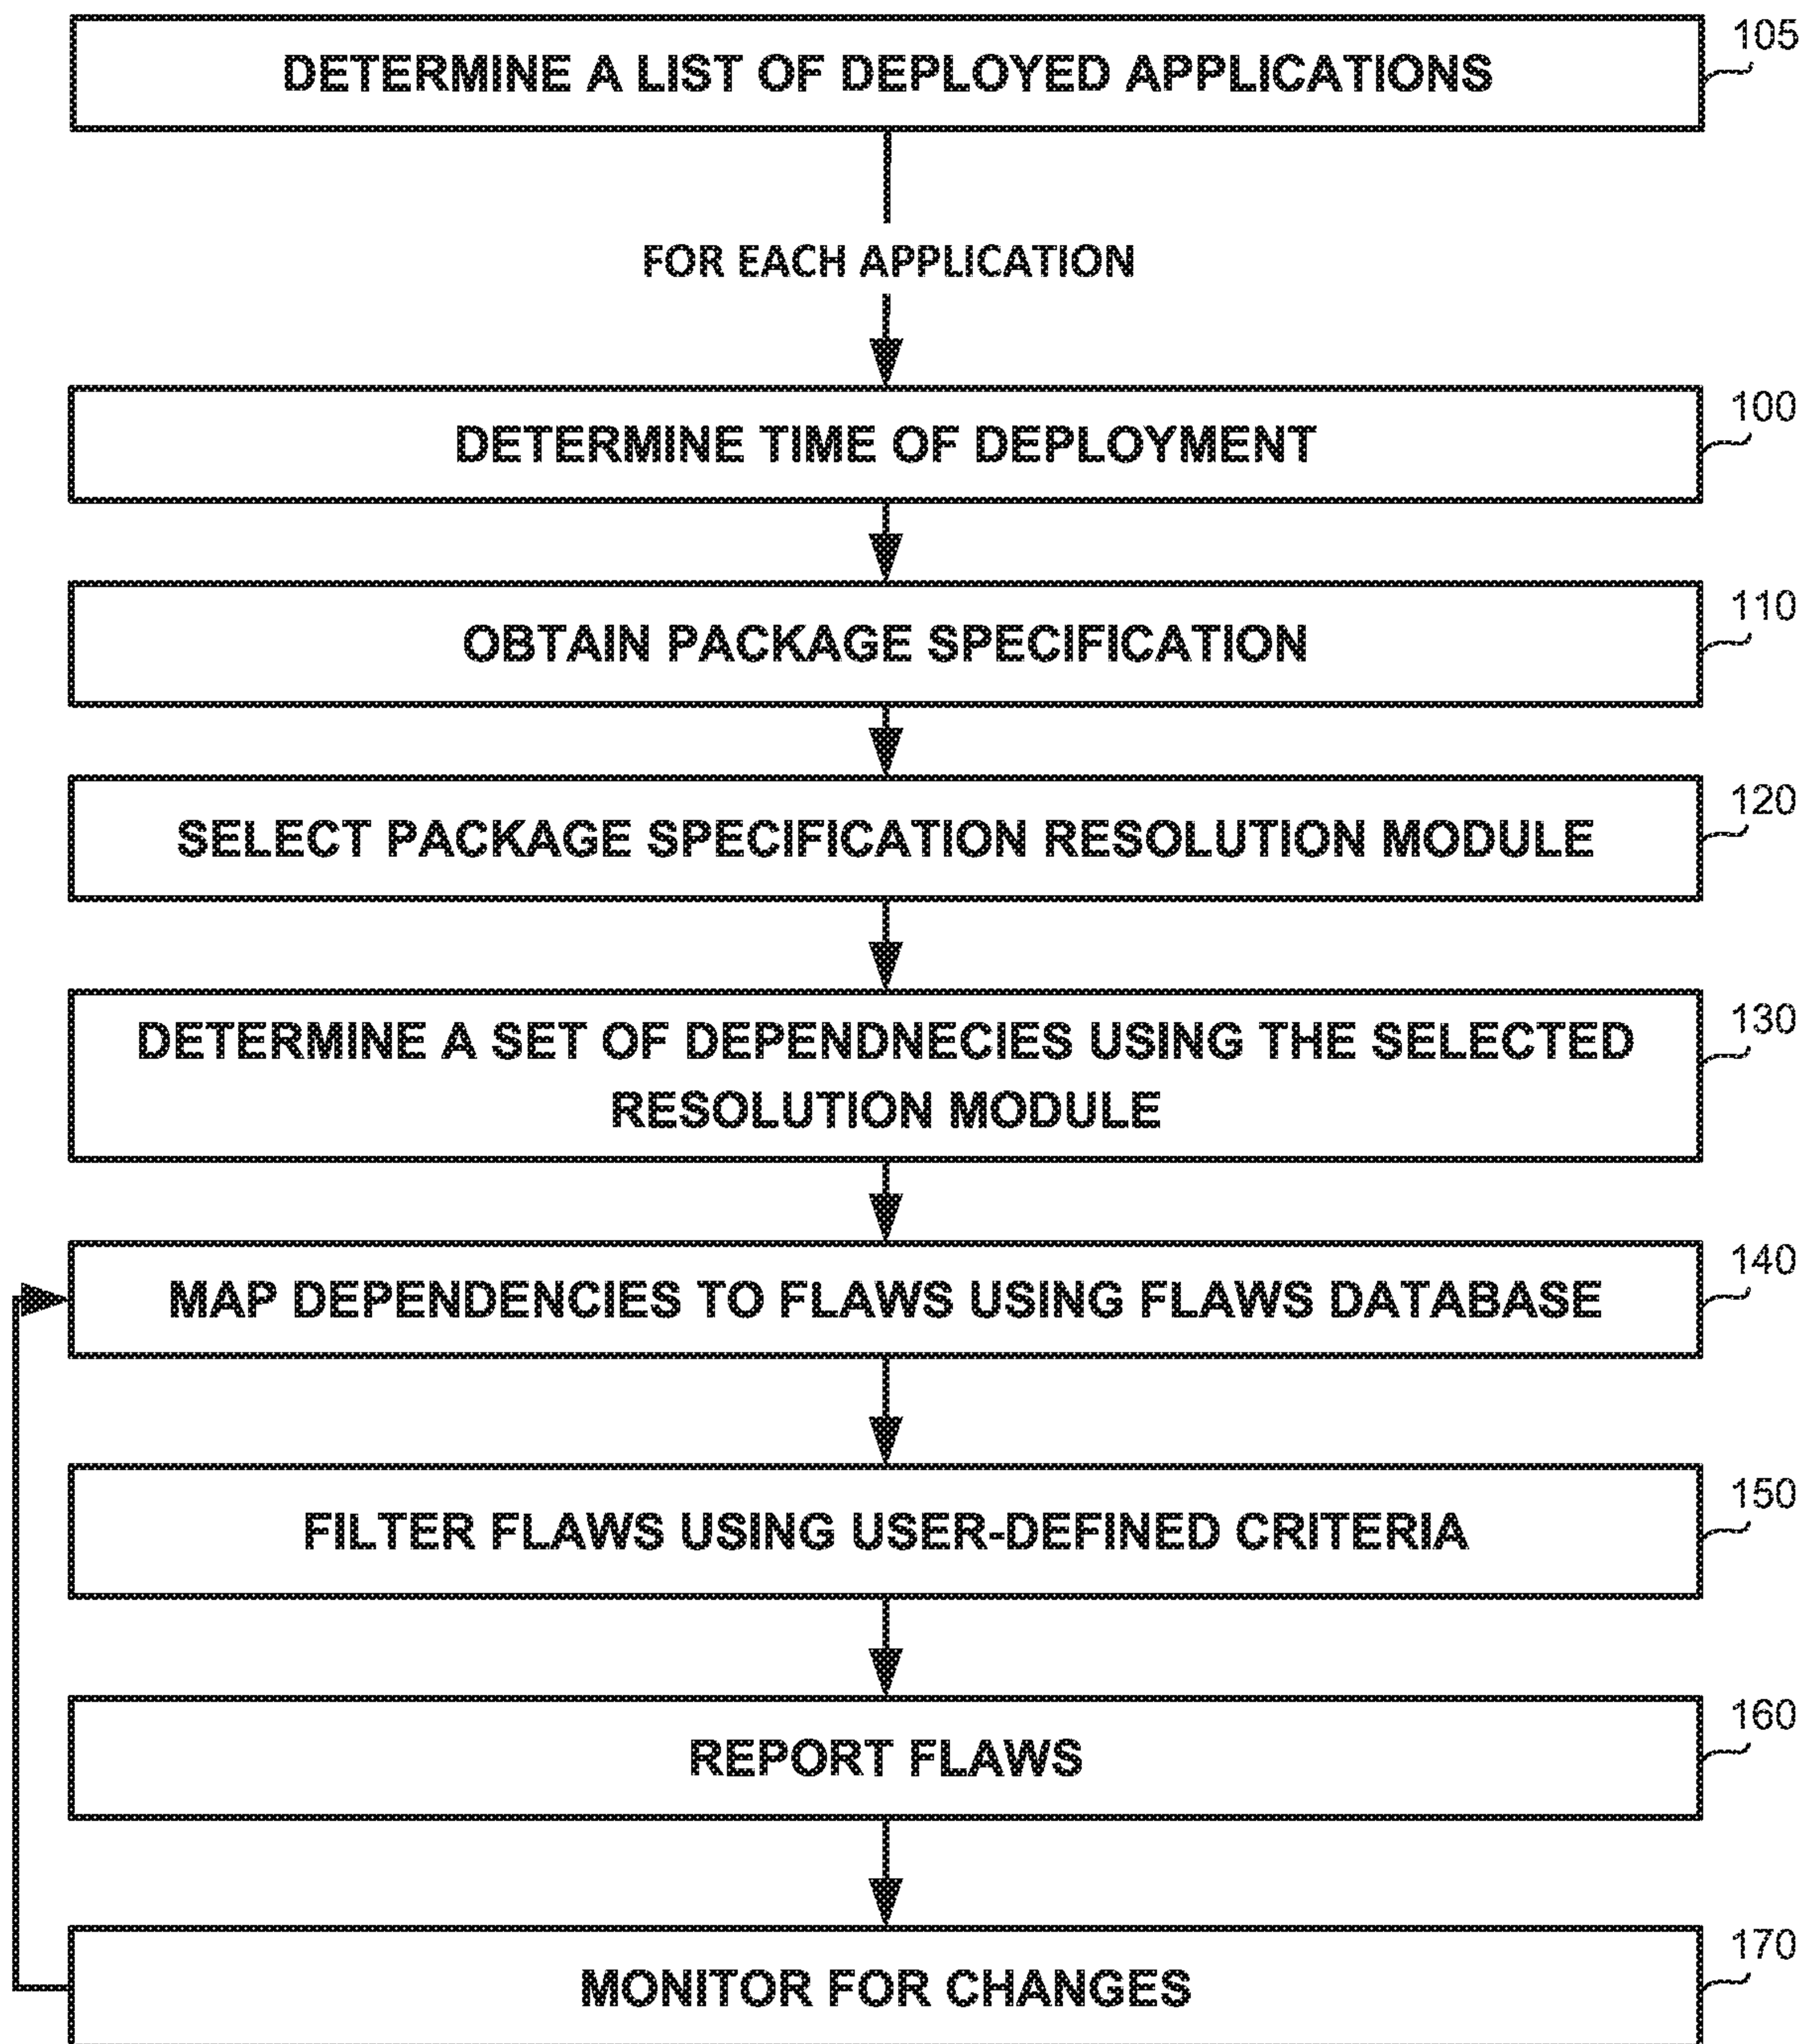 105
DETERMINE A LIST OF DEPLOYED APPLICATIONS
FOR EACH APPLICATION
100
DETERMINE TIME OF DEPLOYMENT
110
OBTAIN PACKAGE SPECIFICATION
120
SELECT PACKAGE SPECIFICATION RESOLUTION MODULE
130
DETERMINE A SET OF DEPENDNECIES USING THE SELECTED
RESOLUTION MODULE
140
MAP DEPENDENCIES TO FLAWS USING FLAWS DATABASE
150
FILTER FLAWS USING USER-DEFINED CRITERIA
160
REPORT FLAWS
170
MONITOR FOR CHANGES